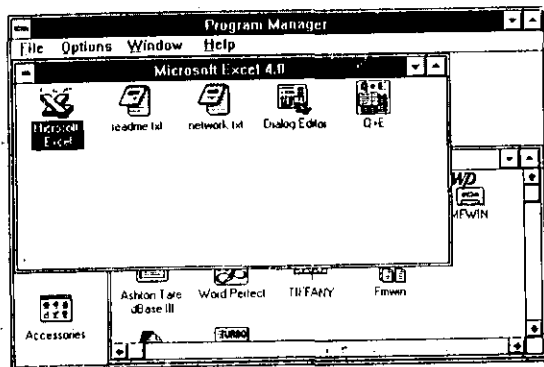 Program Manager
File Options Window Help
Microsoft Excel 4.0
Microsoft
Excel
readme.txt
network.txt
Dialog Editor
Q+E
Q+E
WP
MFWIN
Ashton Tate
dBase III
Word Perfect
TIFFANY
Fmwin
Accessories
TURBO